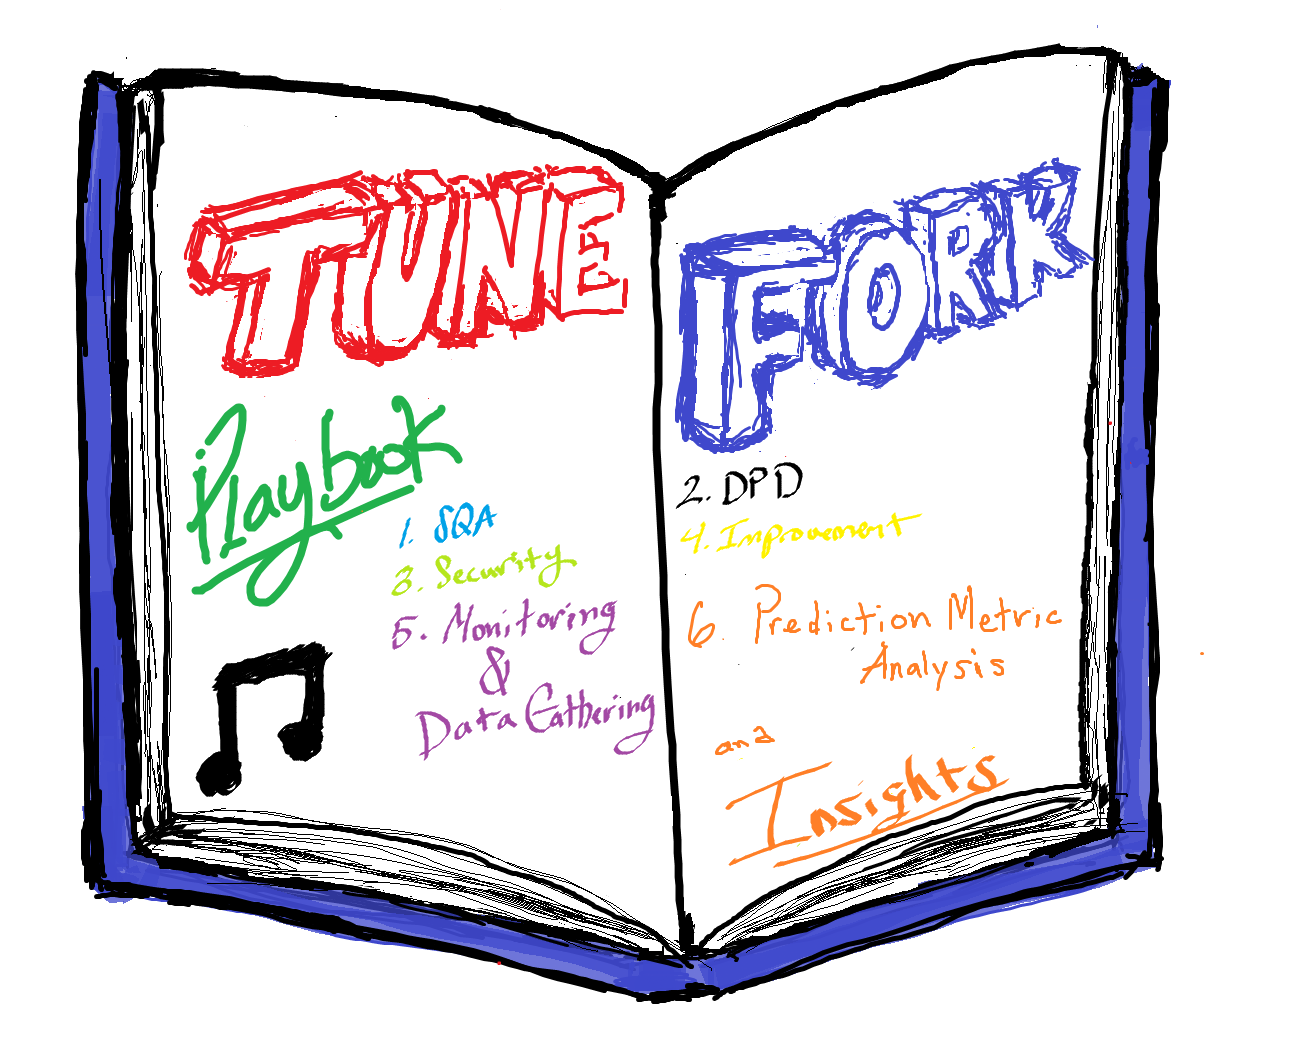 TUNE
Playbook
1. SQA
3. Security
5. Monitoring
&
Data Gathering
FORK
2. DPD
4. Improvement
6. Prediction Metric
Analysis
and
Insights